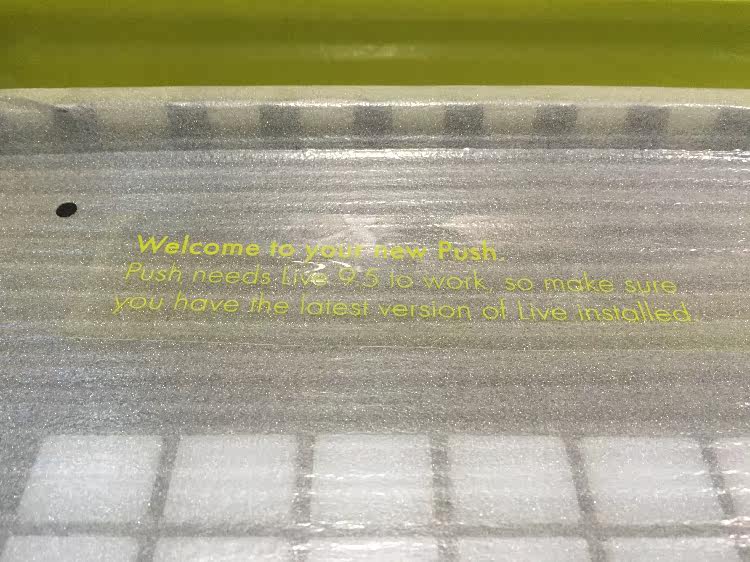 Welcome to your new Push.
Push needs Live 9.5 to work, so make sure
you have the latest version of Live installed.